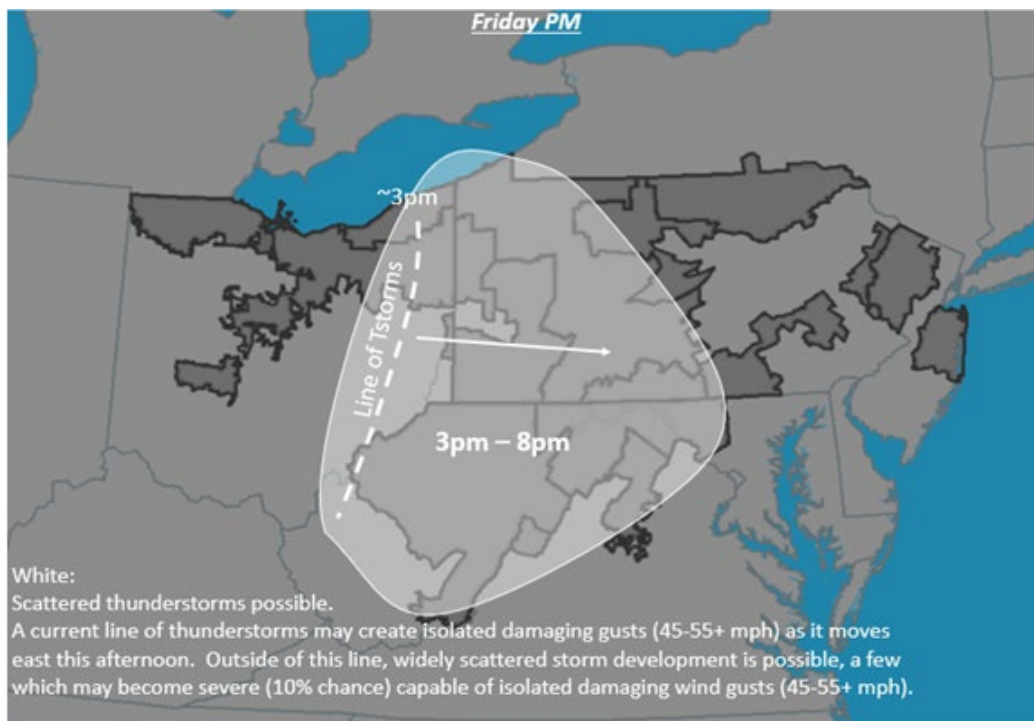 Friday PM
~3pm
Line of Tstorms
3pm – 8pm
White:
Scattered thunderstorms possible.
A current line of thunderstorms may create isolated damaging gusts (45-55+ mph) as it moves
east this afternoon.  Outside of this line, widely scattered storm development is possible, a few
which may become severe (10% chance) capable of isolated damaging wind gusts (45-55+ mph).